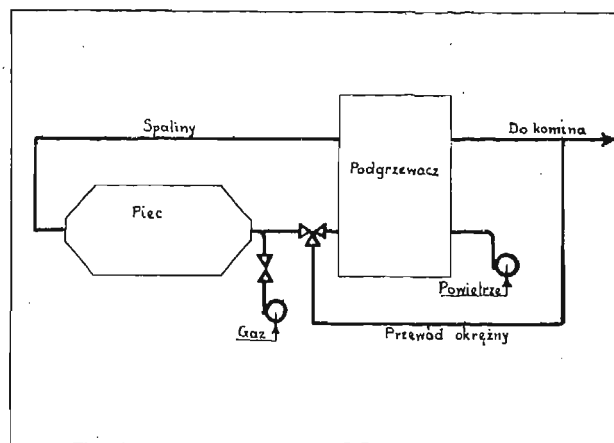 Spaliny
Do komina
Podgrzewacz
Piec
Powietrze
Gaz
Przewód okrężny